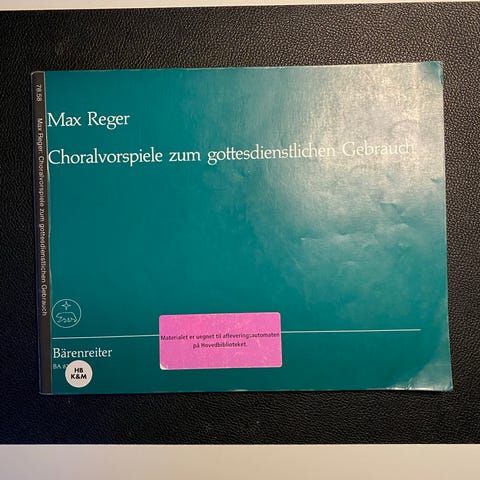 78.58 Max Reger: Choralvorspiele zum gottesdienstlichen Gebrauch
Max Reger
Choralvorspiele zum gottesdienstlichen Gebrauch
Materialet er uegnet til afleveringsautomaten
på Hovedbiblioteket.
Bärenreiter
BA
HB
K&M